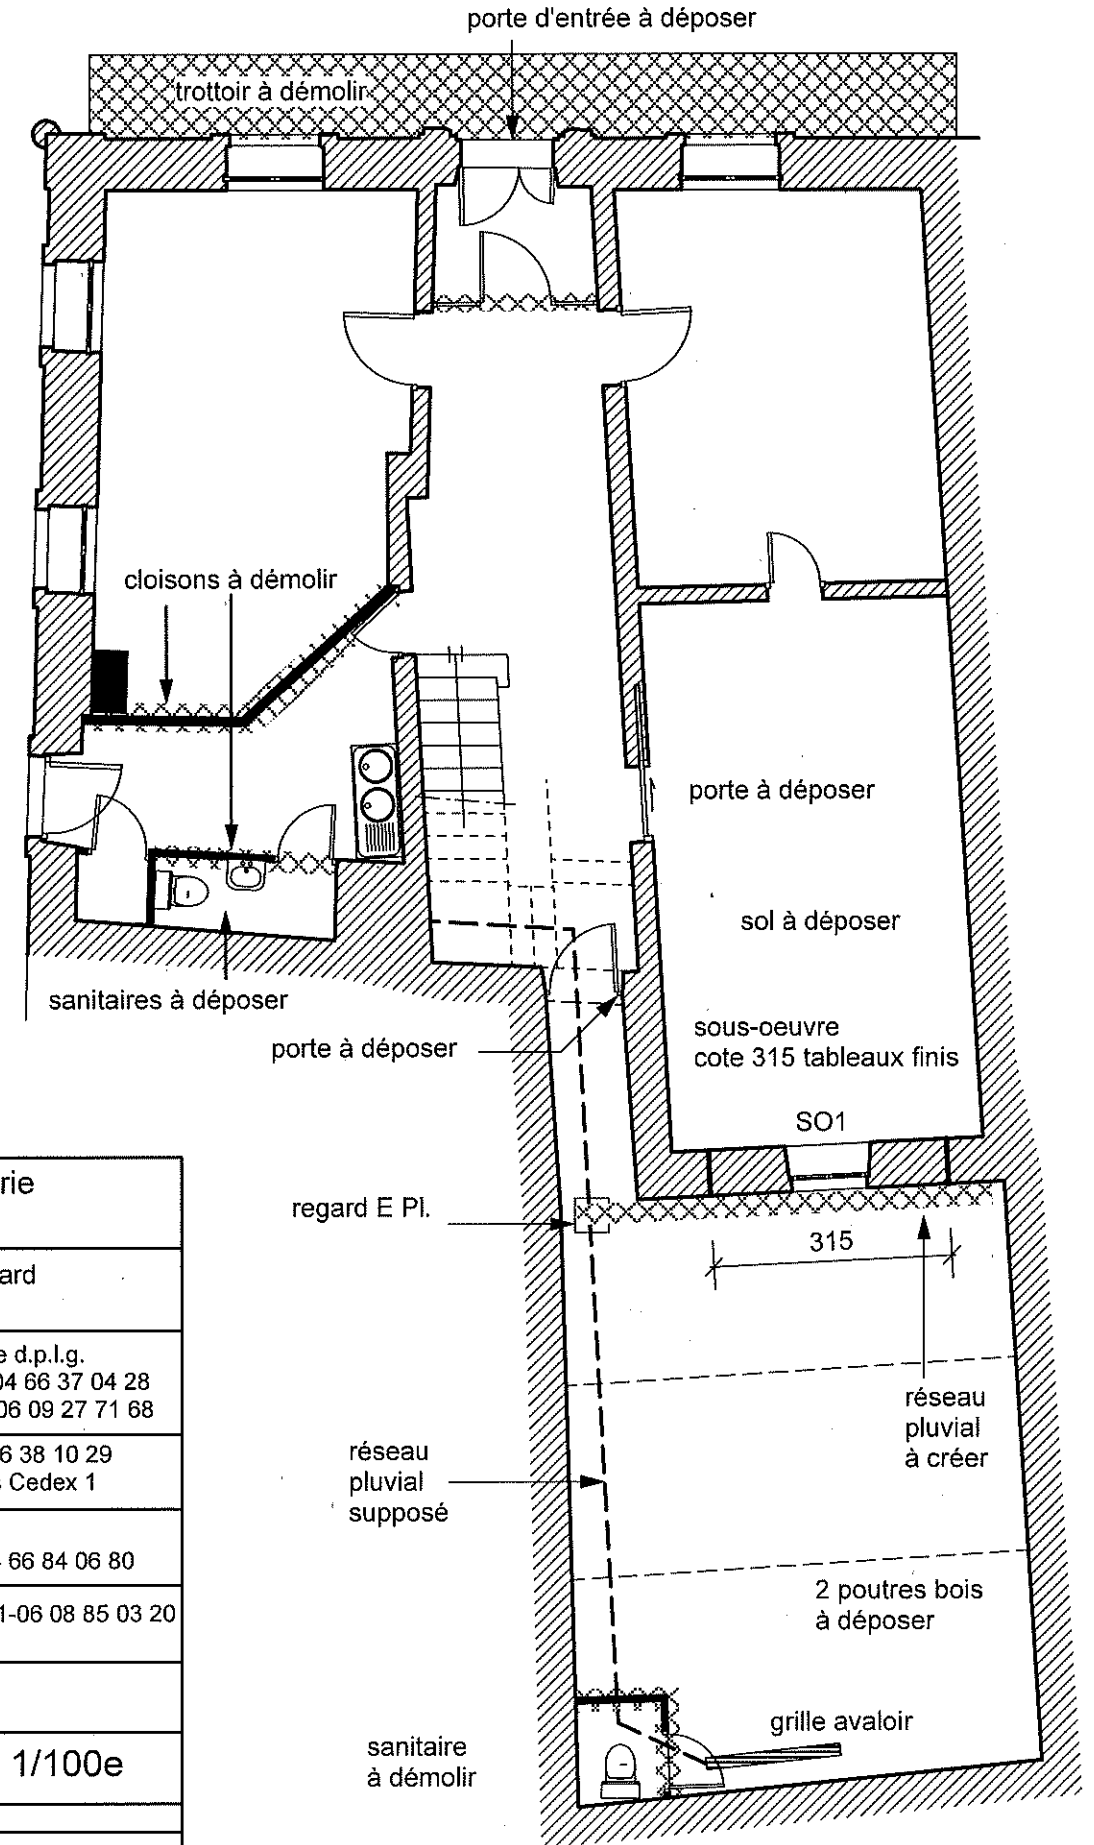 porte d'entrée à déposer
trottoir à démolir
cloisons à démolir
porte à déposer
sol à déposer
sanitaires à déposer
porte à déposer
sous-oeuvre
cote 315 tableaux finis
SO1
regard E Pl.
315
réseau
pluvial
à créer
réseau
pluvial
supposé
2 poutres bois
à déposer
grille avaloir
sanitaire
à démolir
rie
ard
e d.p.l.g.
04 66 37 04 28
06 09 27 71 68
6 38 10 29
s Cedex 1
66 84 06 80
1-06 08 85 03 20
1/100e